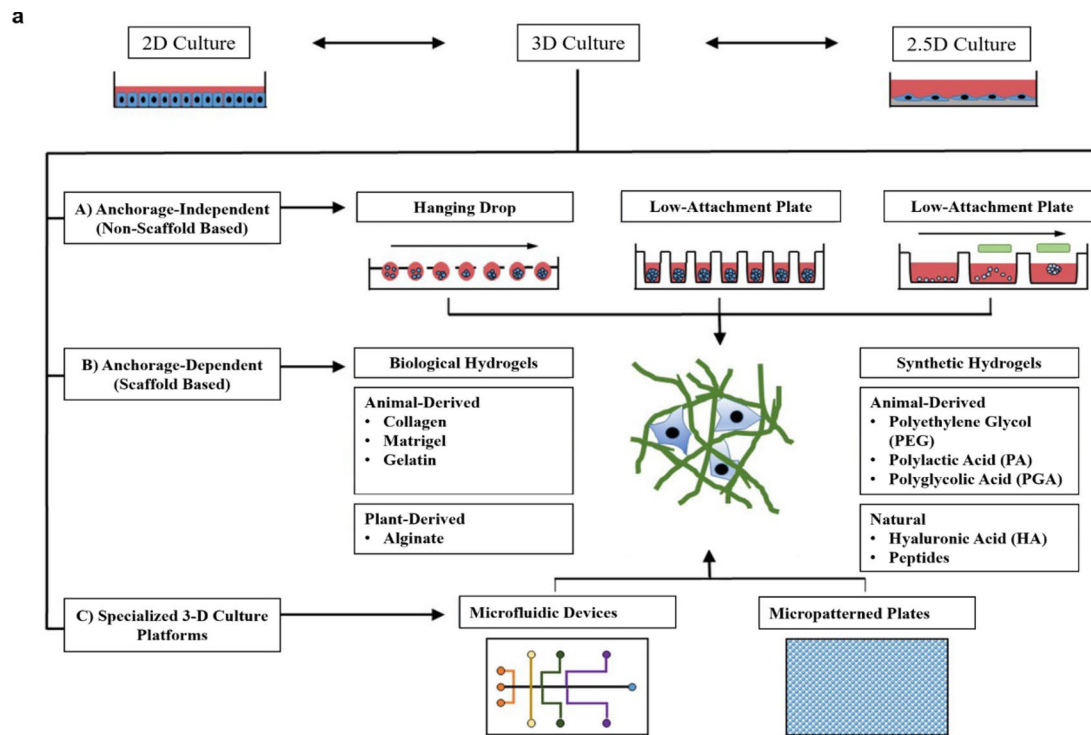 a
2D Culture
3D Culture
2.5D Culture
A) Anchorage-Independent
(Non-Scaffold Based)
Hanging Drop
Low-Attachment Plate
Low-Attachment Plate
B) Anchorage-Dependent
(Scaffold Based)
Biological Hydrogels
Animal-Derived
• Collagen
• Matrigel
• Gelatin
Plant-Derived
• Alginate
Synthetic Hydrogels
Animal-Derived
• Polyethylene Glycol
(PEG)
• Polylactic Acid (PA)
• Polyglycolic Acid (PGA)
Natural
• Hyaluronic Acid (HA)
• Peptides
C) Specialized 3-D Culture
Platforms
Microfluidic Devices
Micropatterned Plates